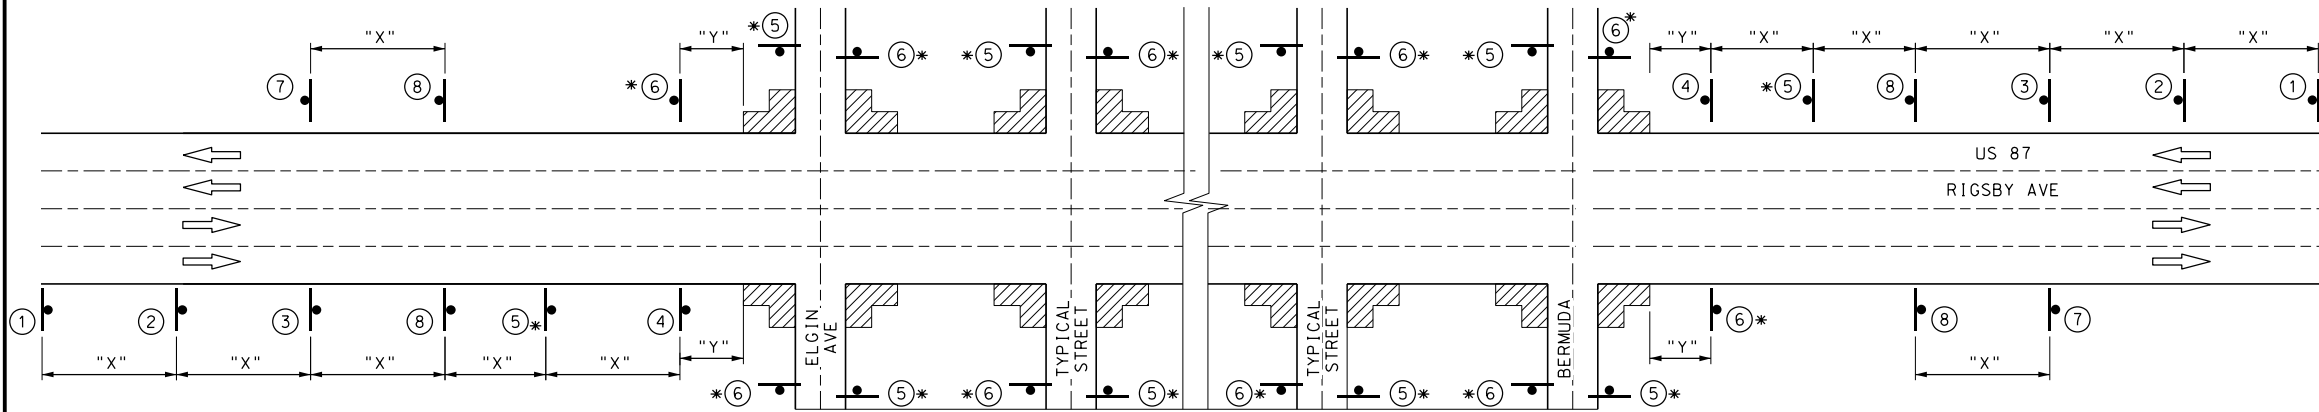 * 5
6 *
* 5
6 *
* 5
6 *
* 5
6 *
"X"
"Y"
"Y"
"X"
"X"
"X"
"X"
"X"
7
8
* 6
4
* 5
8
3
2
1
US 87
RIGSBY AVE
1
2
3
8
5 *
4
6 *
8
7
"X"
"X"
"X"
"X"
"X"
"Y"
"Y"
"X"
ELGIN
AVE
TYPICAL
STREET
TYPICAL
STREET
BERMUDA
* 6
5 *
* 6
5 *
6 *
5 *
* 6
5 *